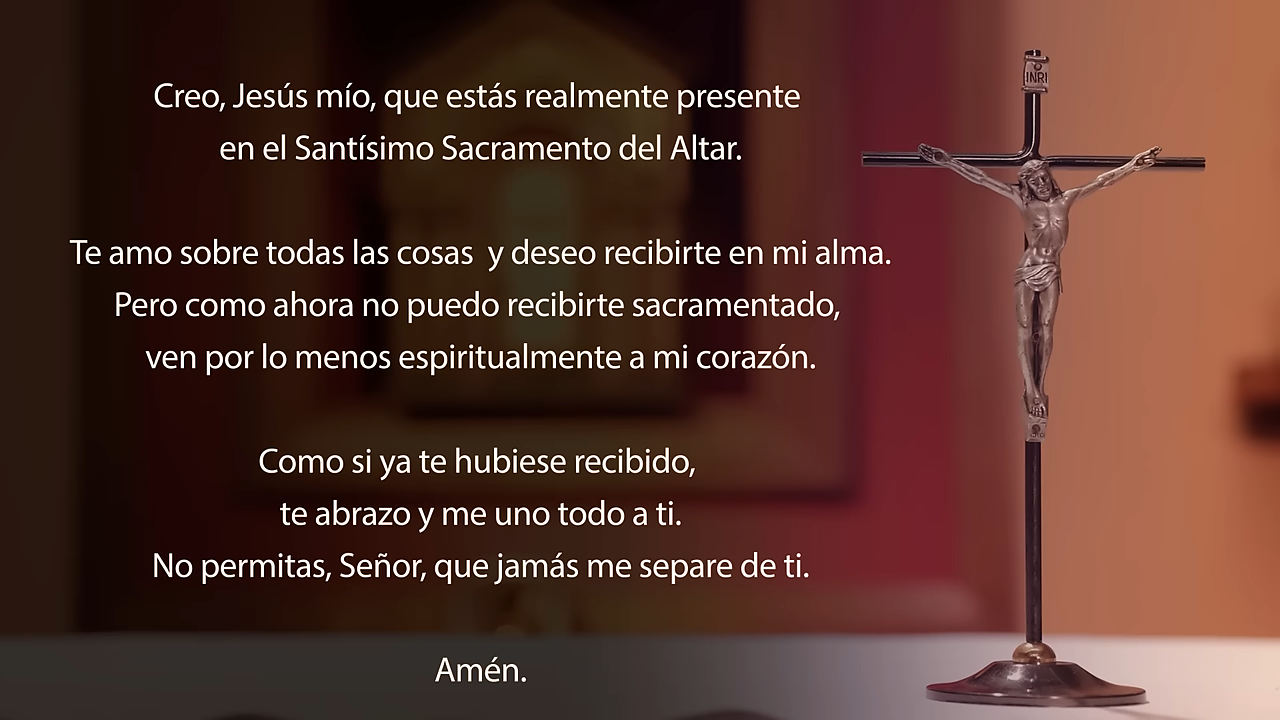 Creo, Jesús mío, que estás realmente presente
en el Santísimo Sacramento del Altar.
Te amo sobre todas las cosas  y deseo recibirte en mi alma.
Pero como ahora no puedo recibirte sacramentado,
ven por lo menos espiritualmente a mi corazón.
Como si ya te hubiese recibido,
te abrazo y me uno todo a ti.
No permitas, Señor, que jamás me separe de ti.
Amén.
INRI